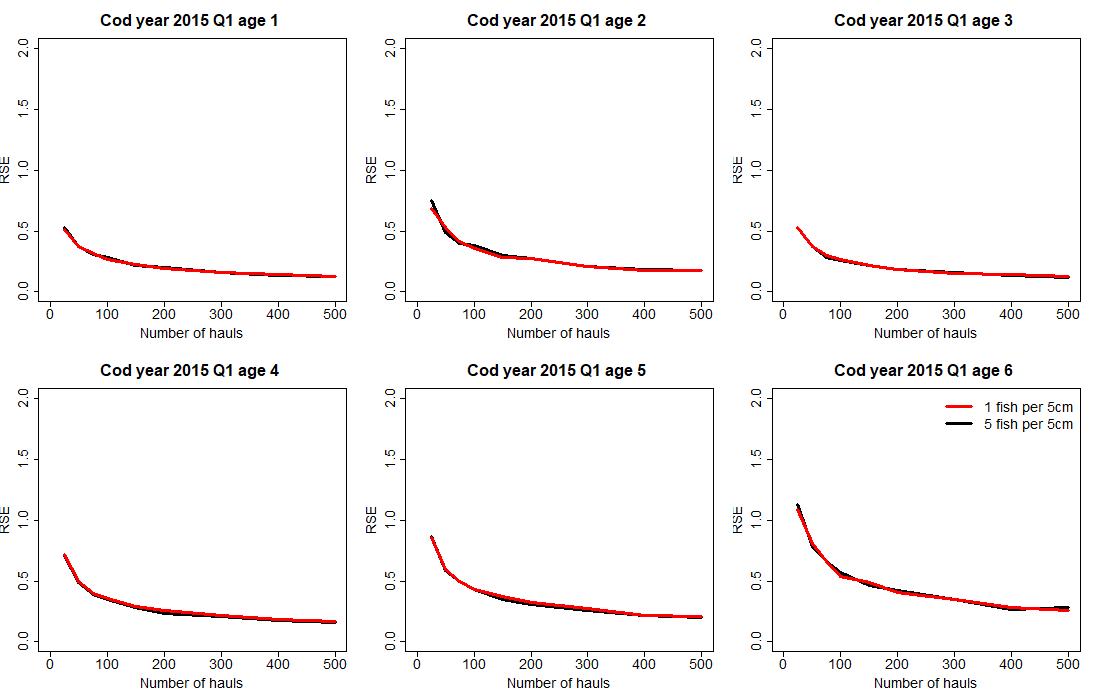 Cod year 2015 Q1 age 1
RSE
0.0 0.5 1.0 1.5 2.0
0 100 200 300 400 500
Number of hauls
Cod year 2015 Q1 age 2
RSE
0.0 0.5 1.0 1.5 2.0
0 100 200 300 400 500
Number of hauls
Cod year 2015 Q1 age 3
RSE
0.0 0.5 1.0 1.5 2.0
0 100 200 300 400 500
Number of hauls
Cod year 2015 Q1 age 4
RSE
0.0 0.5 1.0 1.5 2.0
0 100 200 300 400 500
Number of hauls
Cod year 2015 Q1 age 5
RSE
0.0 0.5 1.0 1.5 2.0
0 100 200 300 400 500
Number of hauls
Cod year 2015 Q1 age 6
1 fish per 5cm
5 fish per 5cm
RSE
0.0 0.5 1.0 1.5 2.0
0 100 200 300 400 500
Number of hauls